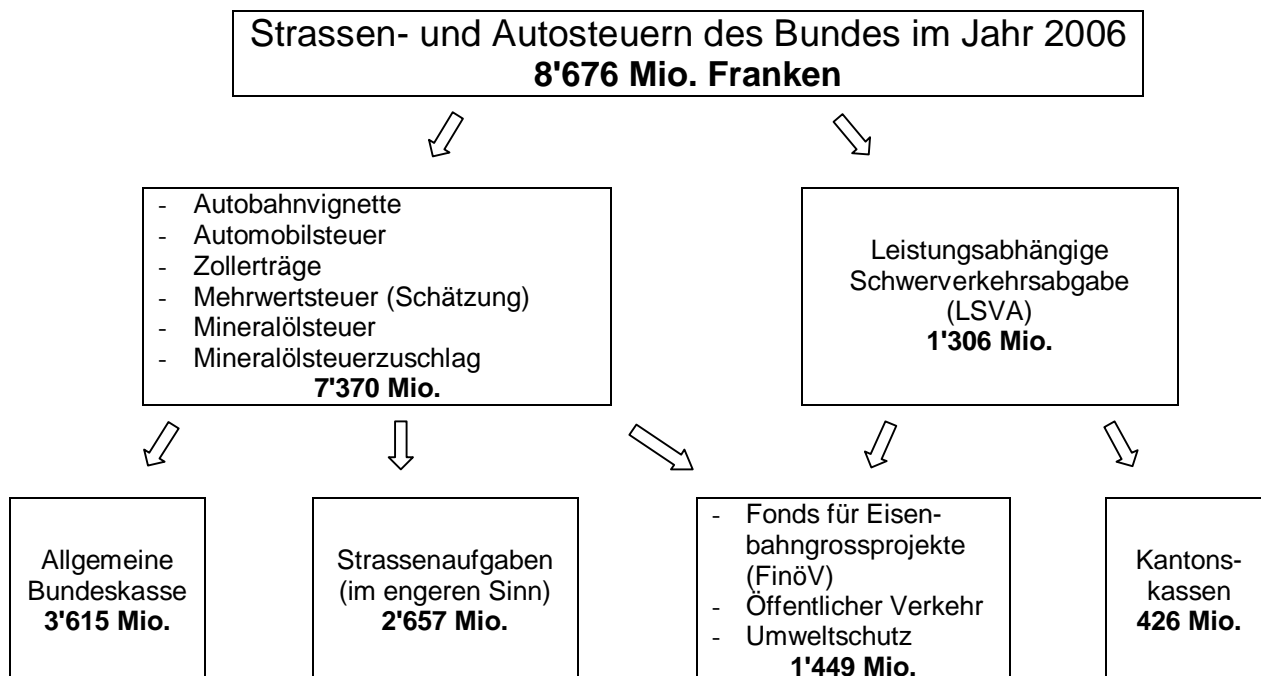 Strassen- und Autosteuern des Bundes im Jahr 2006
8'676 Mio. Franken
- Autobahnvignette
- Automobilsteuer
- Zollerträge
- Mehrwertsteuer (Schätzung)
- Mineralölsteuer
- Mineralölsteuerzuschlag
7'370 Mio.
Leistungsabhängige
Schwerverkehrsabgabe
(LSVA)
1'306 Mio.
Allgemeine
Bundeskasse
3'615 Mio.
Strassenaufgaben
(im engeren Sinn)
2'657 Mio.
- Fonds für Eisen-
bahngrossprojekte
(FinöV)
- Öffentlicher Verkehr
- Umweltschutz
1'449 Mio.
Kantons-
kassen
426 Mio.